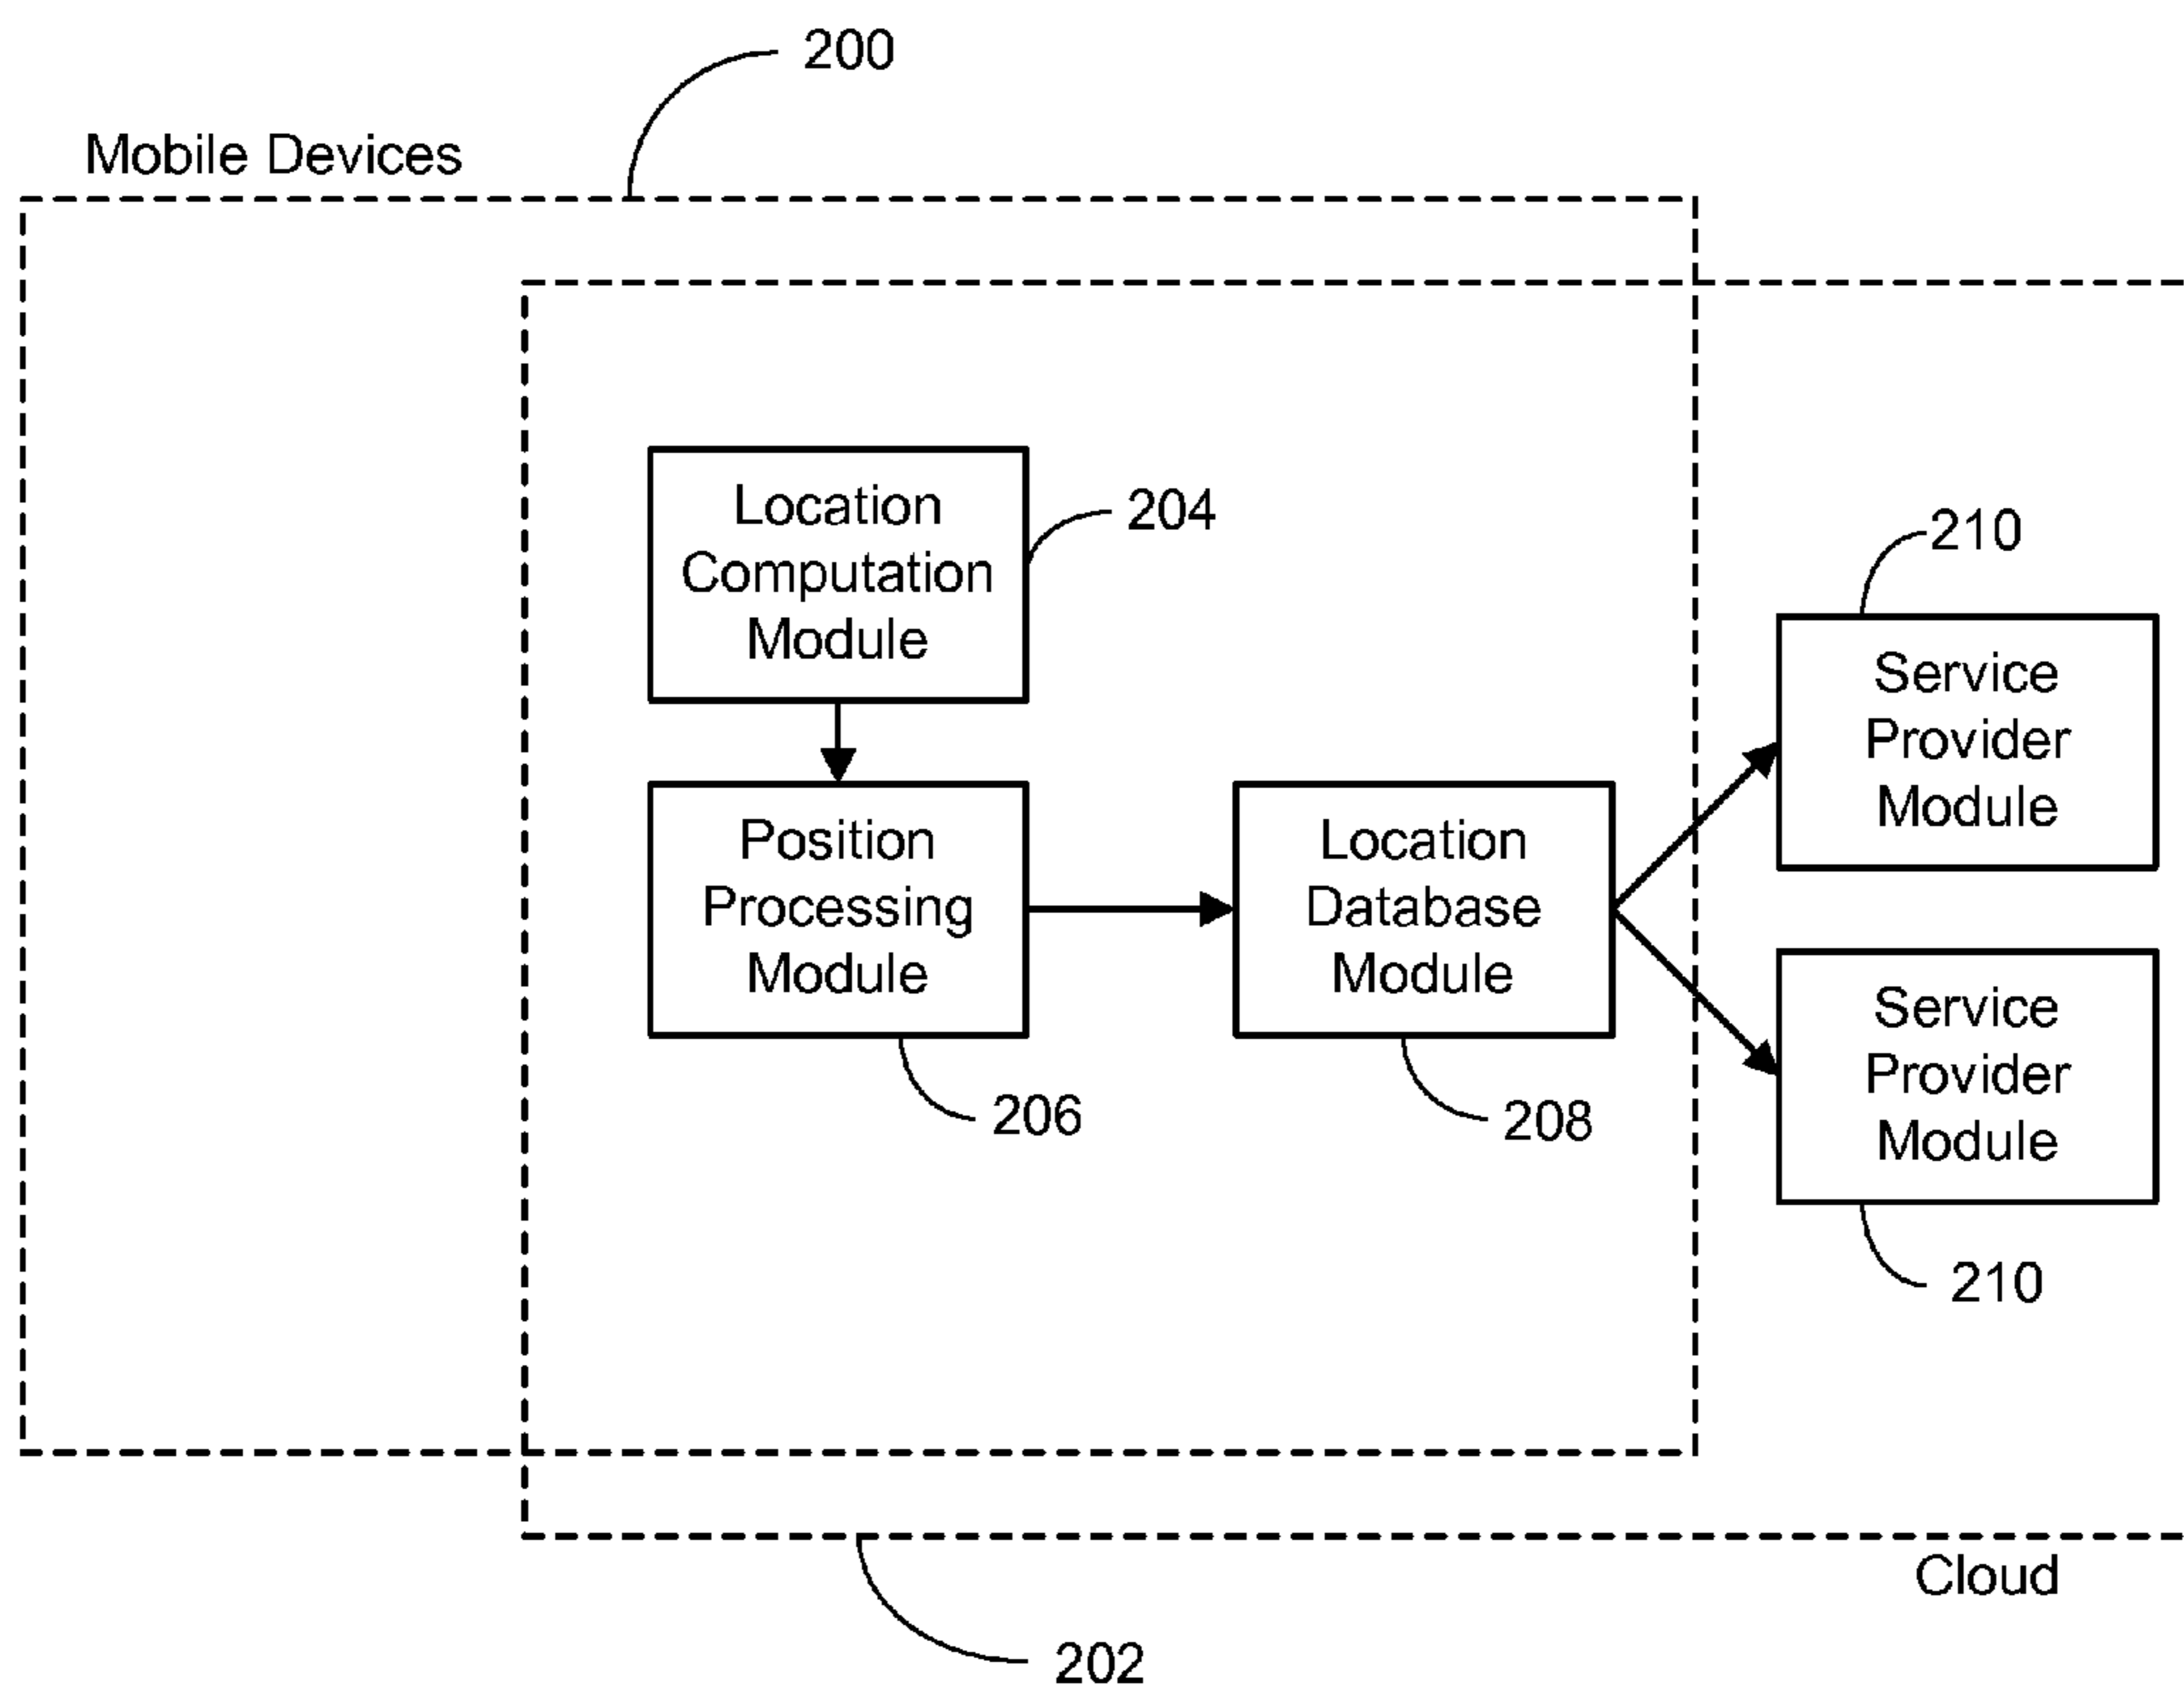 200
Mobile Devices
Location
Computation
Module
204
210
Service
Provider
Module
Position
Processing
Module
206
Location
Database
Module
208
Service
Provider
Module
210
Cloud
202